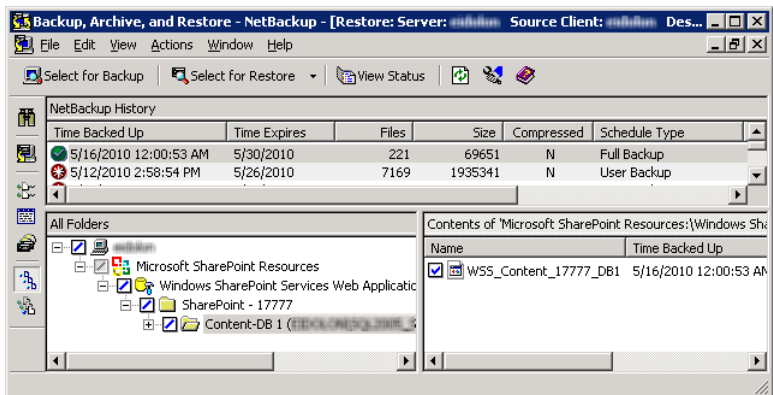 Backup, Archive, and Restore - NetBackup - [Restore: Server: Source Client: Des...
File Edit View Actions Window Help
Select for Backup Select for Restore View Status
NetBackup History
Time Backed Up Time Expires Files Size Compressed Schedule Type
5/16/2010 12:00:53 AM 5/30/2010 221 69651 N Full Backup
5/12/2010 2:58:54 PM 5/26/2010 7169 1935341 N User Backup
All Folders
Contents of 'Microsoft SharePoint Resources:\Windows Sha
Name Time Backed Up
WSS_Content_17777_DB1 5/16/2010 12:00:53 AM
Microsoft SharePoint Resources
Windows SharePoint Services Web Applicatic
SharePoint - 17777
Content-DB 1 (